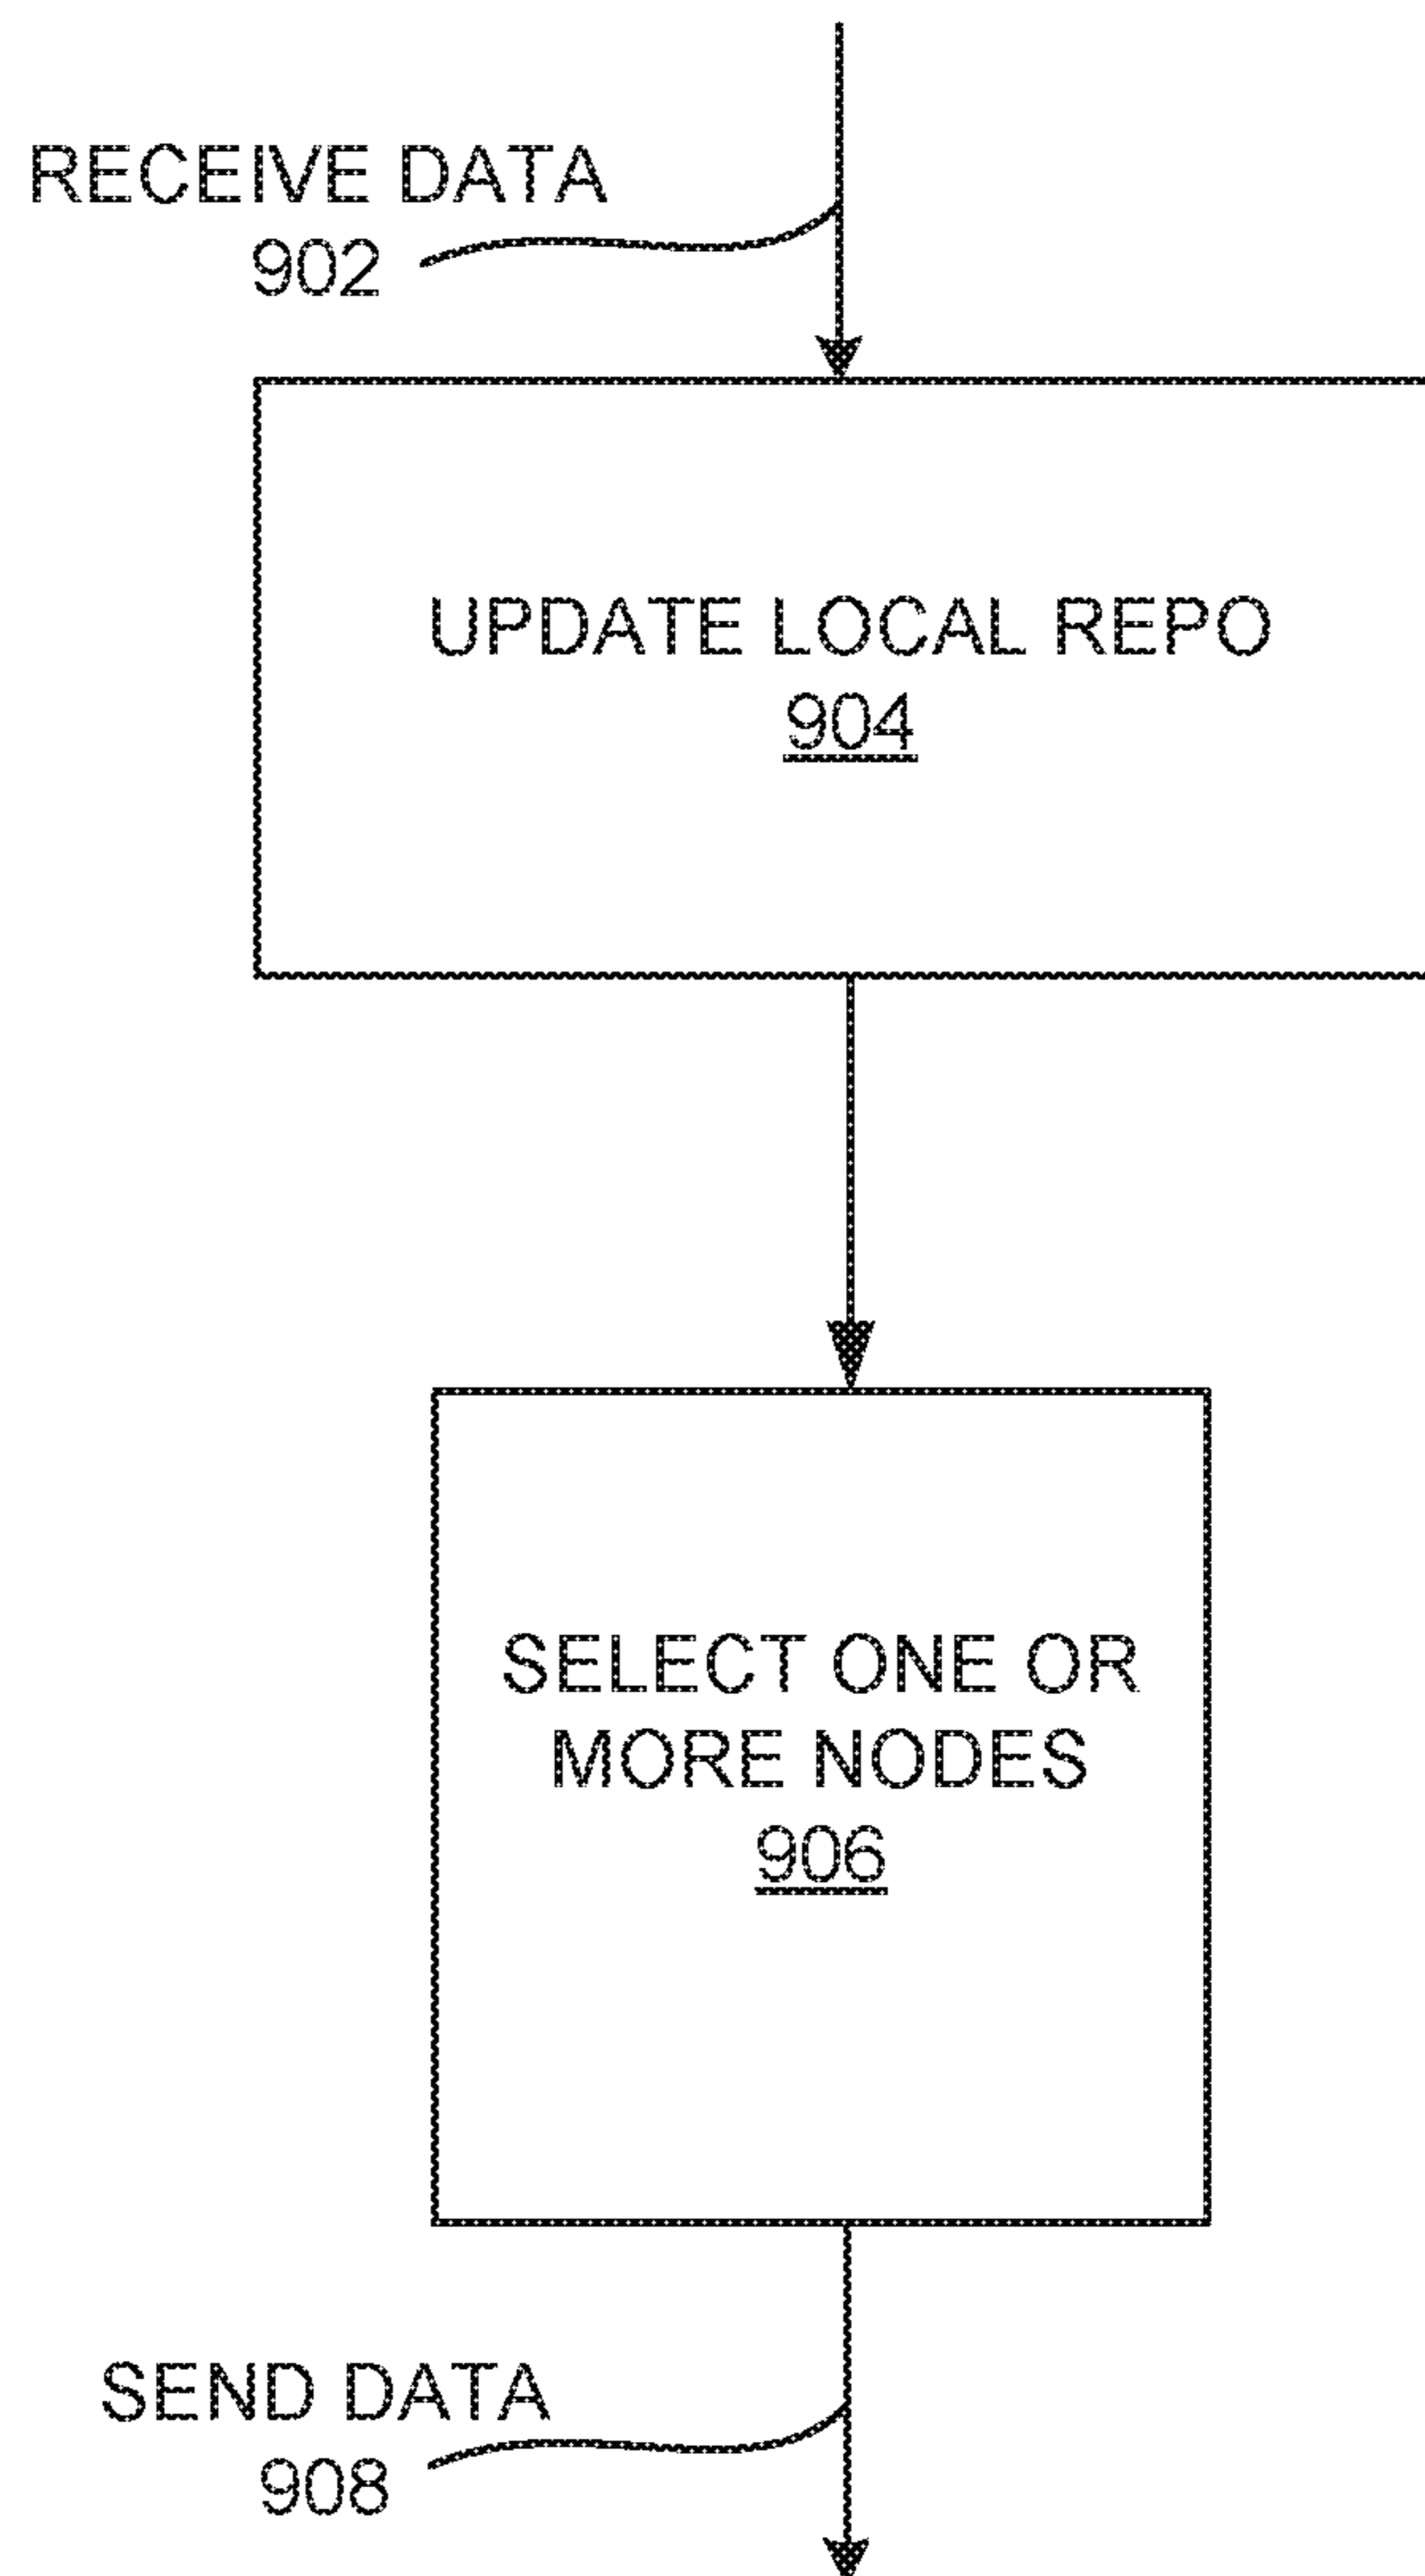 RECEIVE DATA
902
UPDATE LOCAL REPO
904
SELECT ONE OR
MORE NODES
906
SEND DATA
908